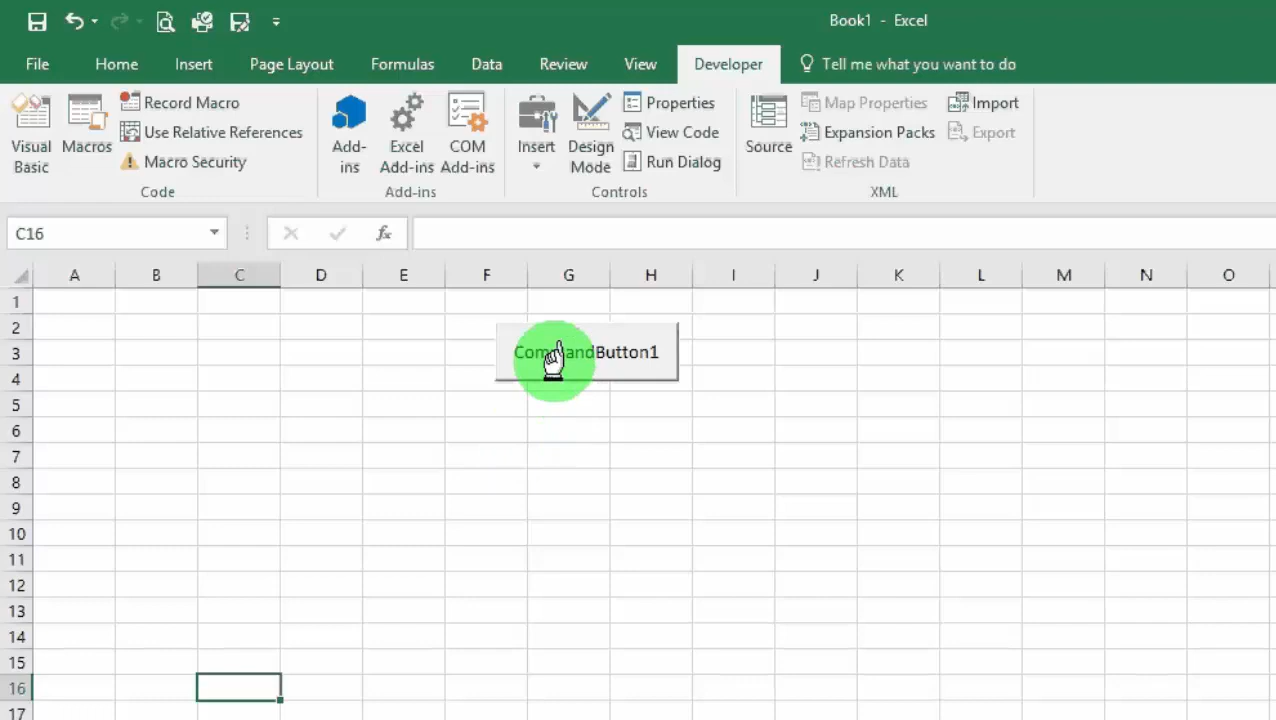 Book1 - Excel
File Home Insert Page Layout Formulas Data Review View Developer Tell me what you want to do
Visual Basic
Macros
Record Macro
Use Relative References
Macro Security
Code
Add-ins
Excel Add-ins
COM Add-ins
Add-ins
Insert
Design Mode
Properties
View Code
Run Dialog
Controls
Source
Map Properties
Expansion Packs
Refresh Data
Import
Export
XML
C16
fx
A B C D E F G H I J K L M N O
1
2
3
CommandButton1
4
5
6
7
8
9
10
11
12
13
14
15
16
17